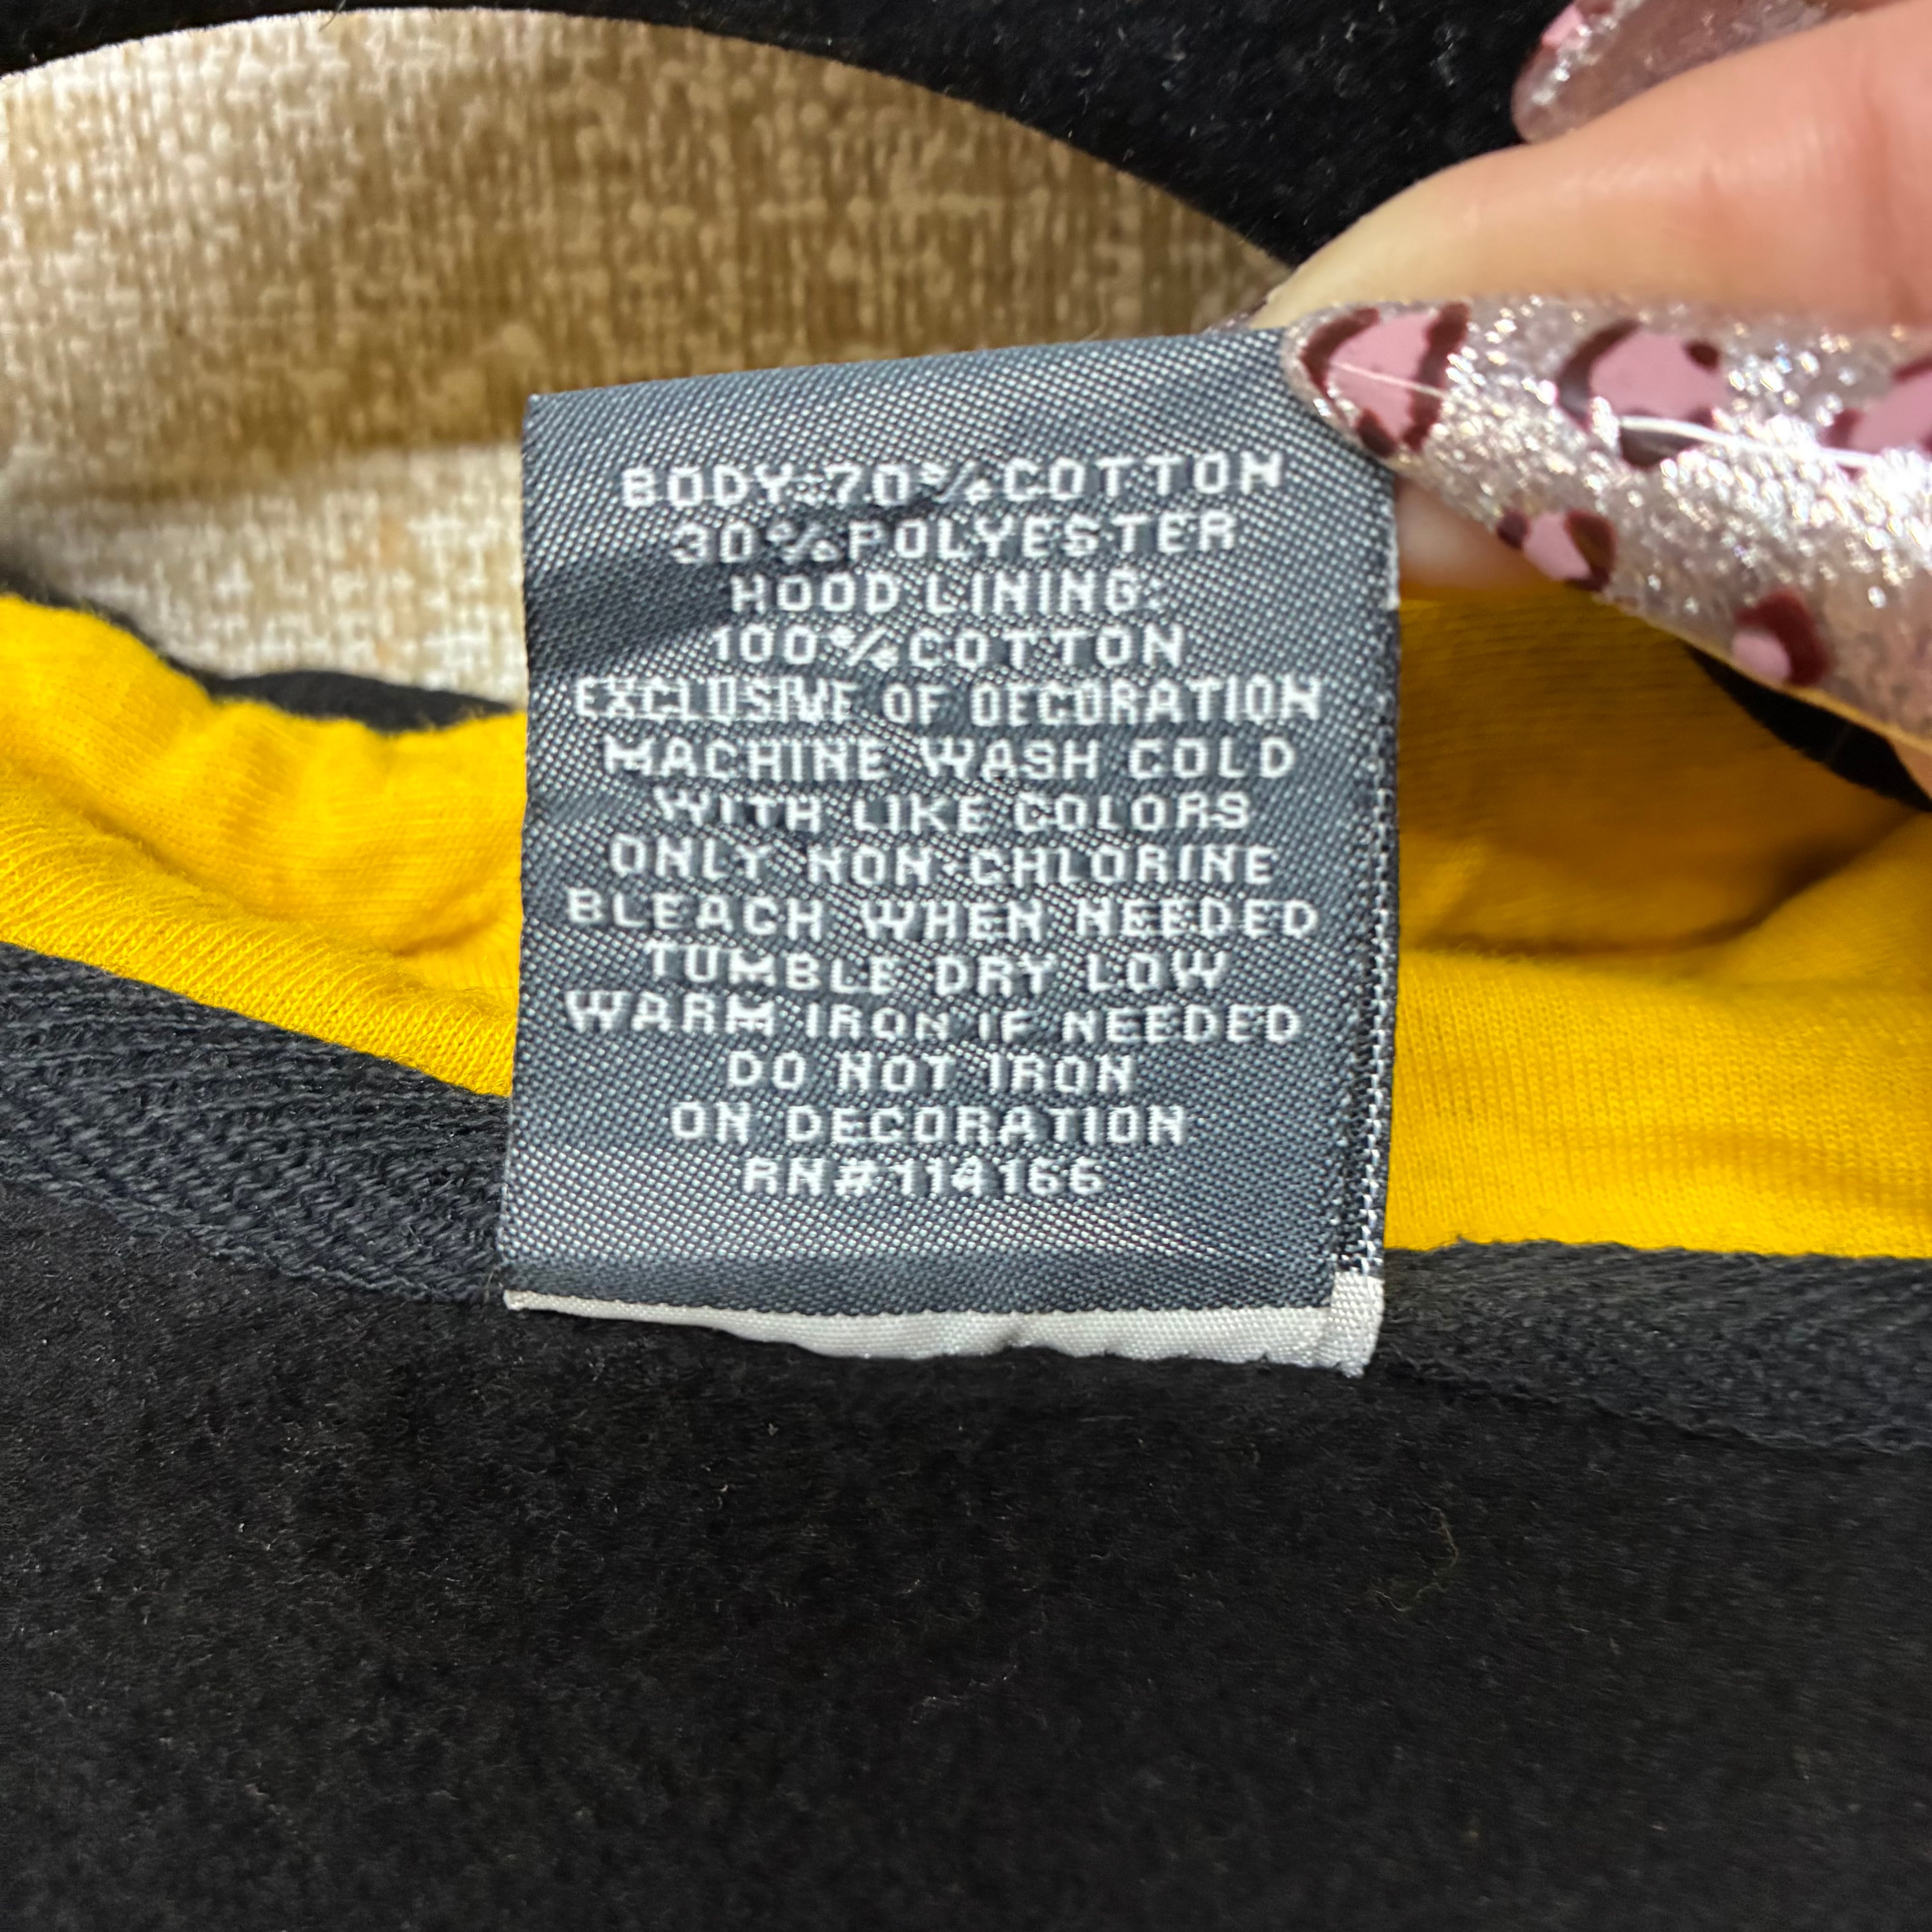 BODY:70%COTTON
30%POLYESTER
HOOD LINING:
100%COTTON
EXCLUSIVE OF DECORATION
MACHINE WASH COLD
WITH LIKE COLORS
ONLY NON-CHLORINE
BLEACH WHEN NEEDED
TUMBLE DRY LOW
WARM IRON IF NEEDED
DO NOT IRON
ON DECORATION
RN#114166